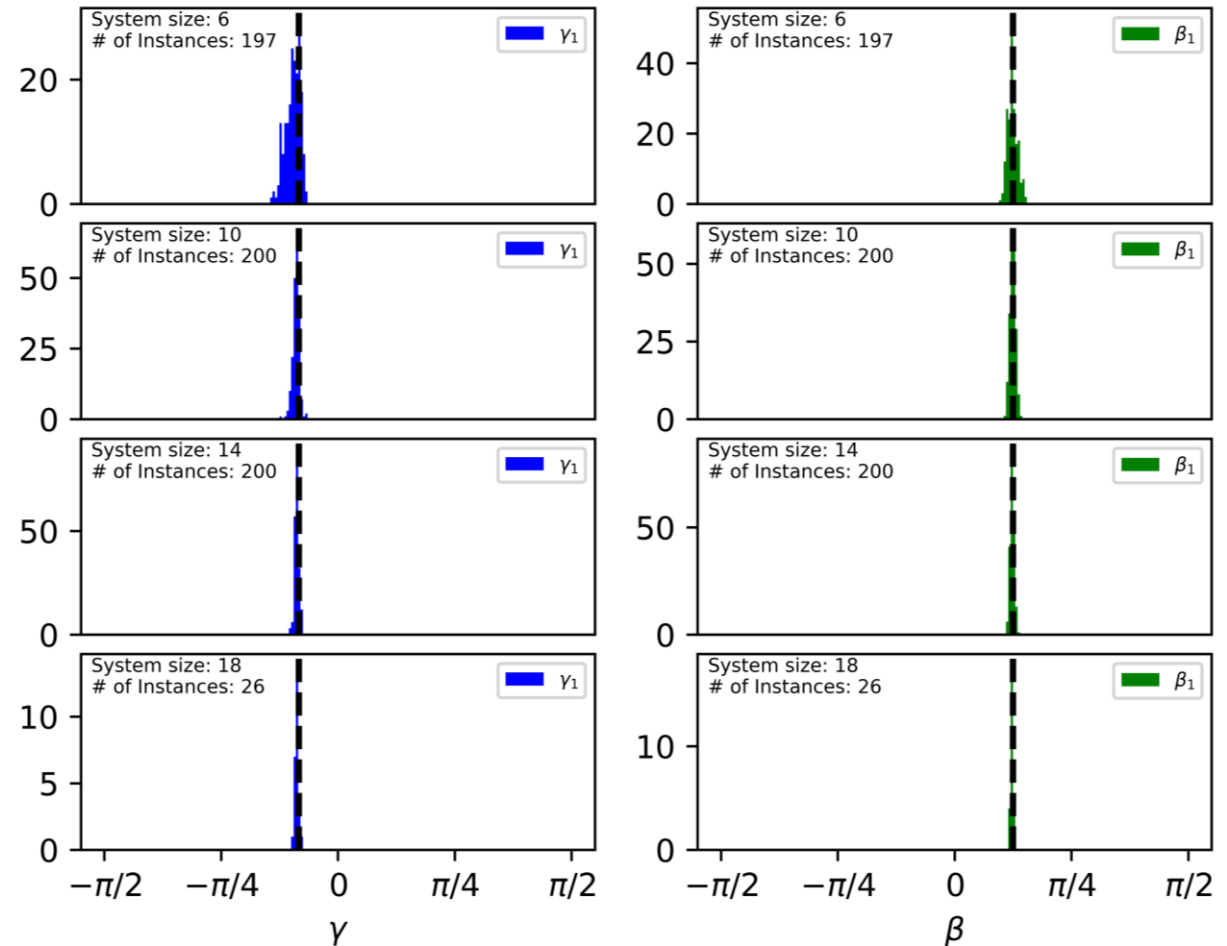 System size: 6
# of Instances: 197
γ₁
20
0
System size: 6
# of Instances: 197
β₁
40
20
0
System size: 10
# of Instances: 200
γ₁
50
25
0
System size: 10
# of Instances: 200
β₁
50
25
0
System size: 14
# of Instances: 200
γ₁
50
0
System size: 14
# of Instances: 200
β₁
50
0
System size: 18
# of Instances: 26
γ₁
10
5
0
System size: 18
# of Instances: 26
β₁
10
0
−π/2 −π/4 0 π/4 π/2
γ
−π/2 −π/4 0 π/4 π/2
β